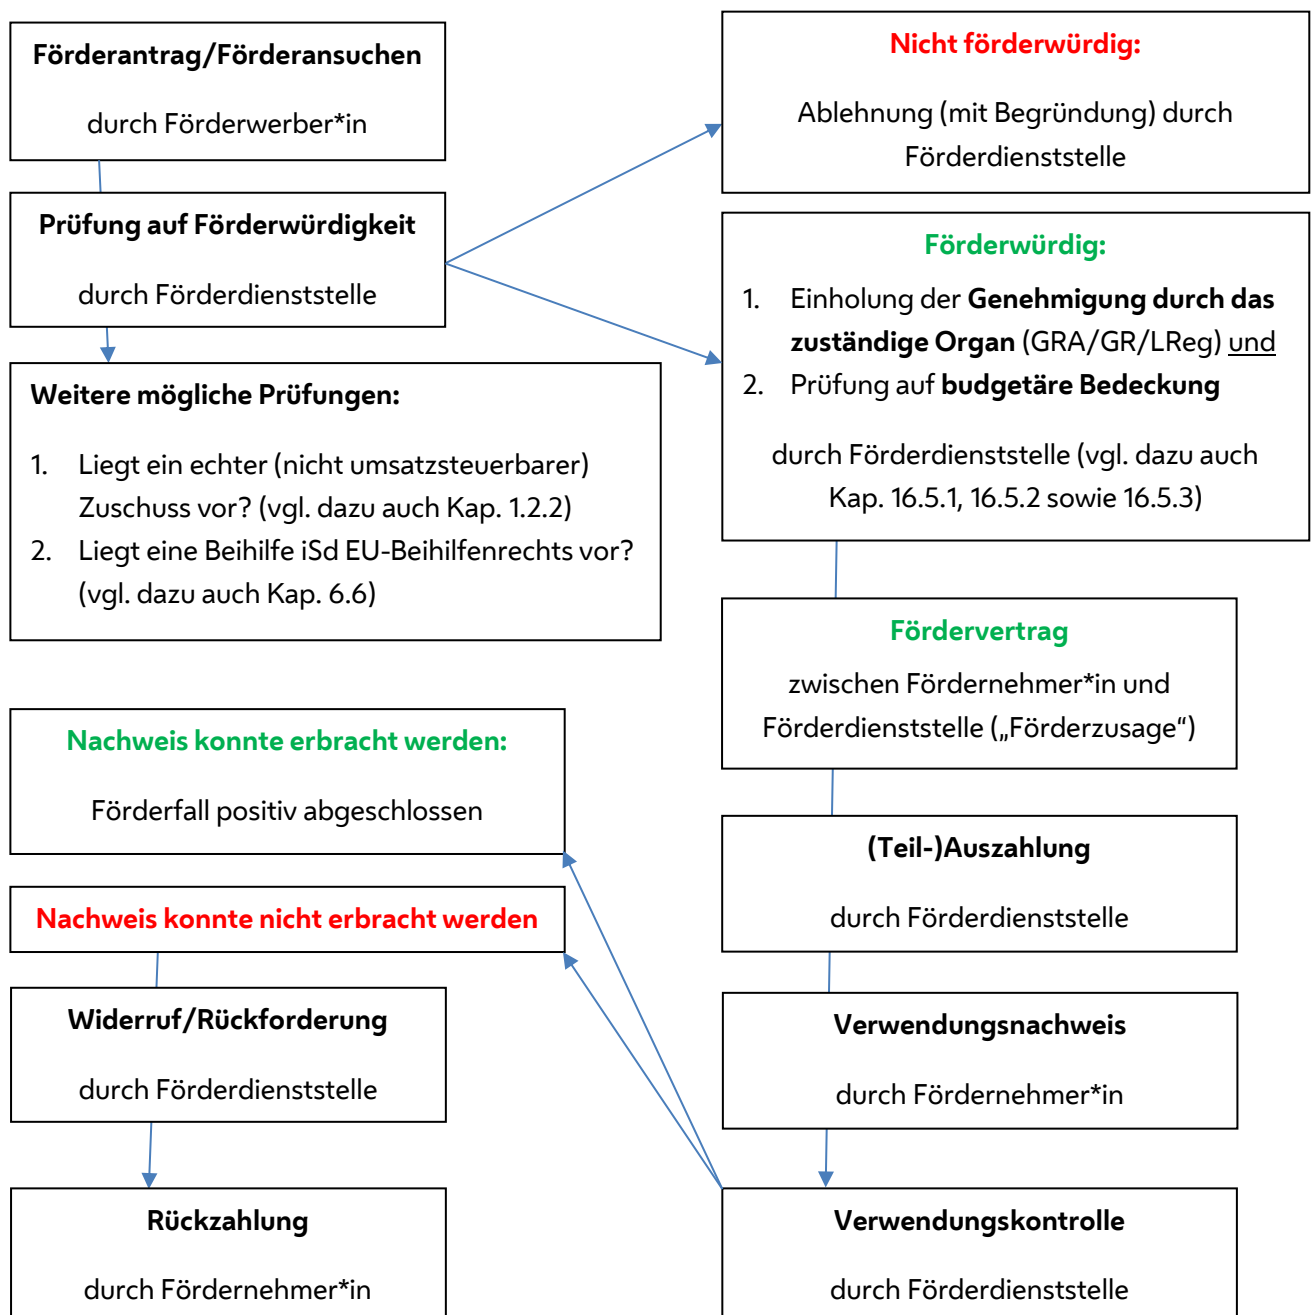 Förderantrag/Förderansuchen
durch Förderwerber*in
Prüfung auf Förderwürdigkeit
durch Förderdienststelle
Weitere mögliche Prüfungen:
1. Liegt ein echter (nicht umsatzsteuerbarer)
Zuschuss vor? (vgl. dazu auch Kap. 1.2.2)
2. Liegt eine Beihilfe iSd EU-Beihilfenrechts vor?
(vgl. dazu auch Kap. 6.6)
Nicht förderwürdig:
Ablehnung (mit Begründung) durch
Förderdienststelle
Förderwürdig:
1. Einholung der Genehmigung durch das
zuständige Organ (GRA/GR/LReg) und
2. Prüfung auf budgetäre Bedeckung
durch Förderdienststelle (vgl. dazu auch
Kap. 16.5.1, 16.5.2 sowie 16.5.3)
Fördervertrag
zwischen Fördernehmer*in und
Förderdienststelle („Förderzusage“)
(Teil-)Auszahlung
durch Förderdienststelle
Verwendungsnachweis
durch Fördernehmer*in
Verwendungskontrolle
durch Förderdienststelle
Nachweis konnte erbracht werden:
Förderfall positiv abgeschlossen
Nachweis konnte nicht erbracht werden
Widerruf/Rückforderung
durch Förderdienststelle
Rückzahlung
durch Fördernehmer*in